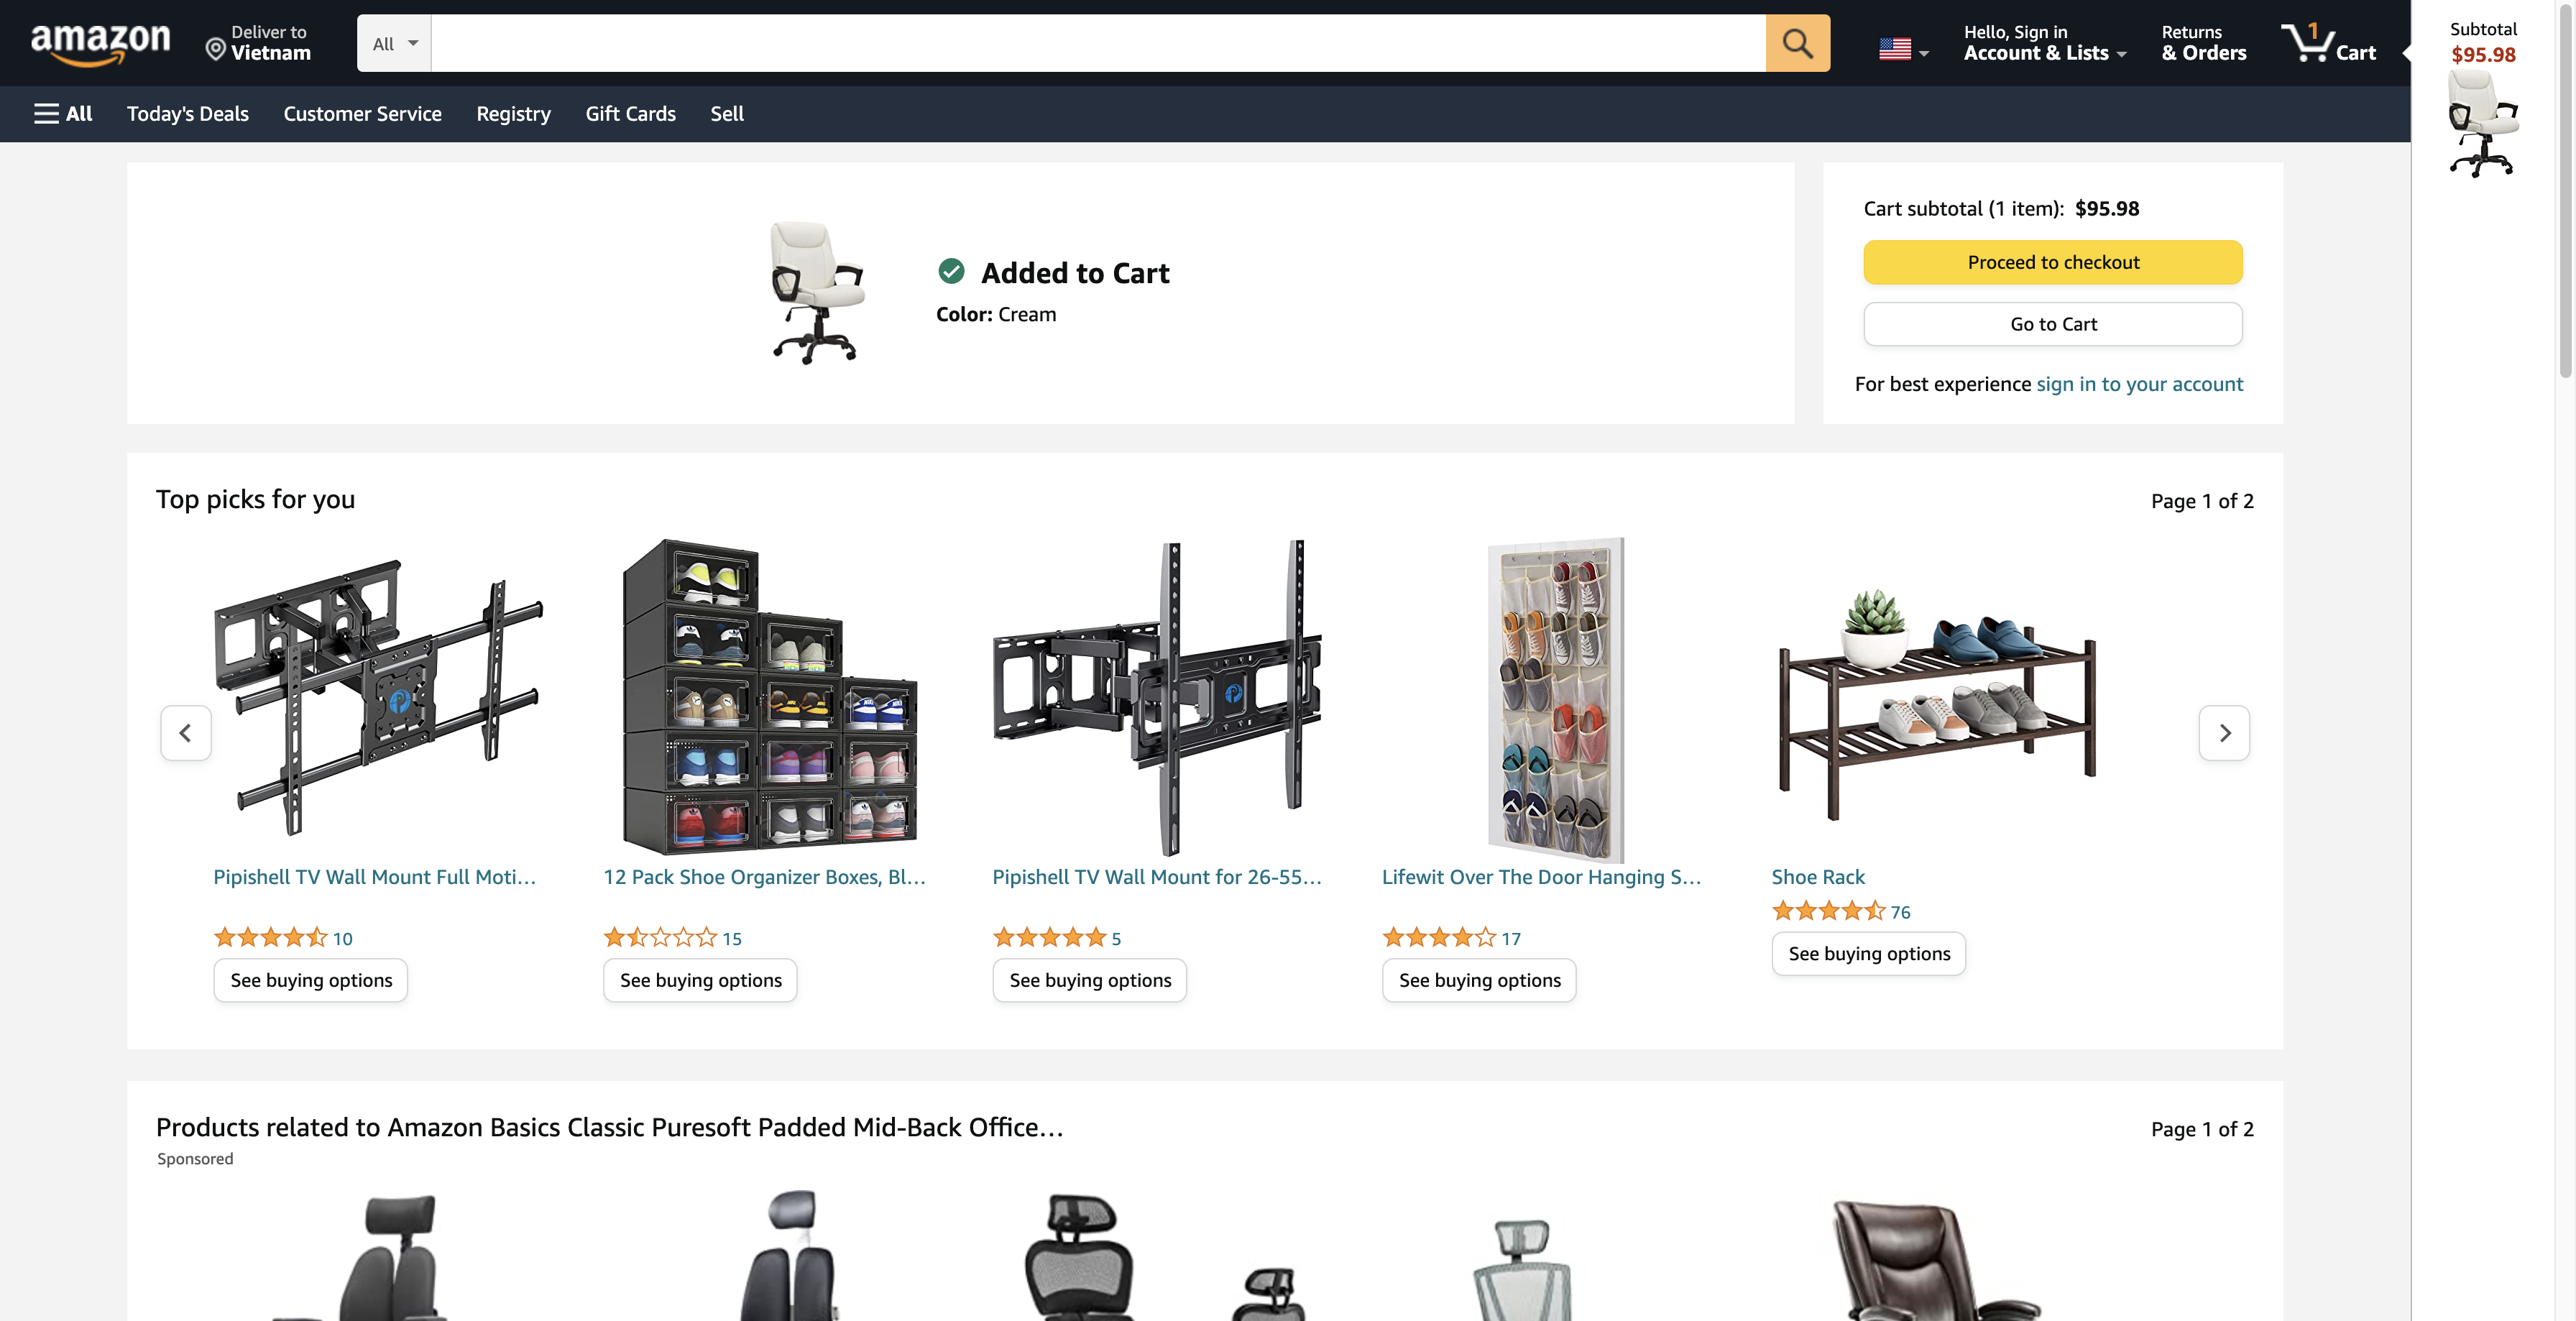 amazon
Deliver to
Vietnam
All
Hello, Sign in
Account & Lists
Returns
& Orders
1
Cart
Subtotal
$95.98
All
Today's Deals
Customer Service
Registry
Gift Cards
Sell
Added to Cart
Color: Cream
Cart subtotal (1 item): $95.98
Proceed to checkout
Go to Cart
For best experience sign in to your account
Top picks for you
Page 1 of 2
Pipishell TV Wall Mount Full Moti…
10
See buying options
12 Pack Shoe Organizer Boxes, Bl…
15
See buying options
Pipishell TV Wall Mount for 26-55…
5
See buying options
Lifewit Over The Door Hanging S…
17
See buying options
Shoe Rack
76
See buying options
Products related to Amazon Basics Classic Puresoft Padded Mid-Back Office…
Page 1 of 2
Sponsored